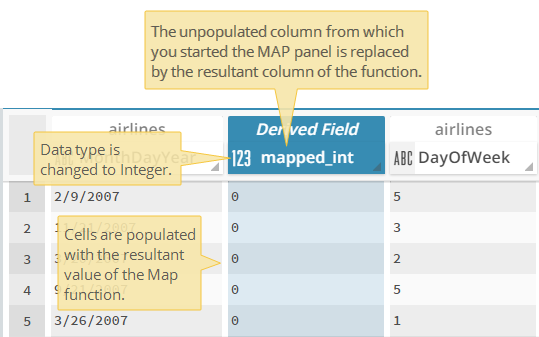 The unpopulated column from which
you started the MAP panel is replaced
by the resultant column of the function.
airlines
Derived Field
airlines
Data type is
changed to Integer.
MonthDayYear
123 mapped_int
ABC DayOfWeek
1 2/9/2007 0 5
2 0 3
3 0 2
4 0 5
5 3/26/2007 0 1
Cells are populated
with the resultant
value of the Map
function.